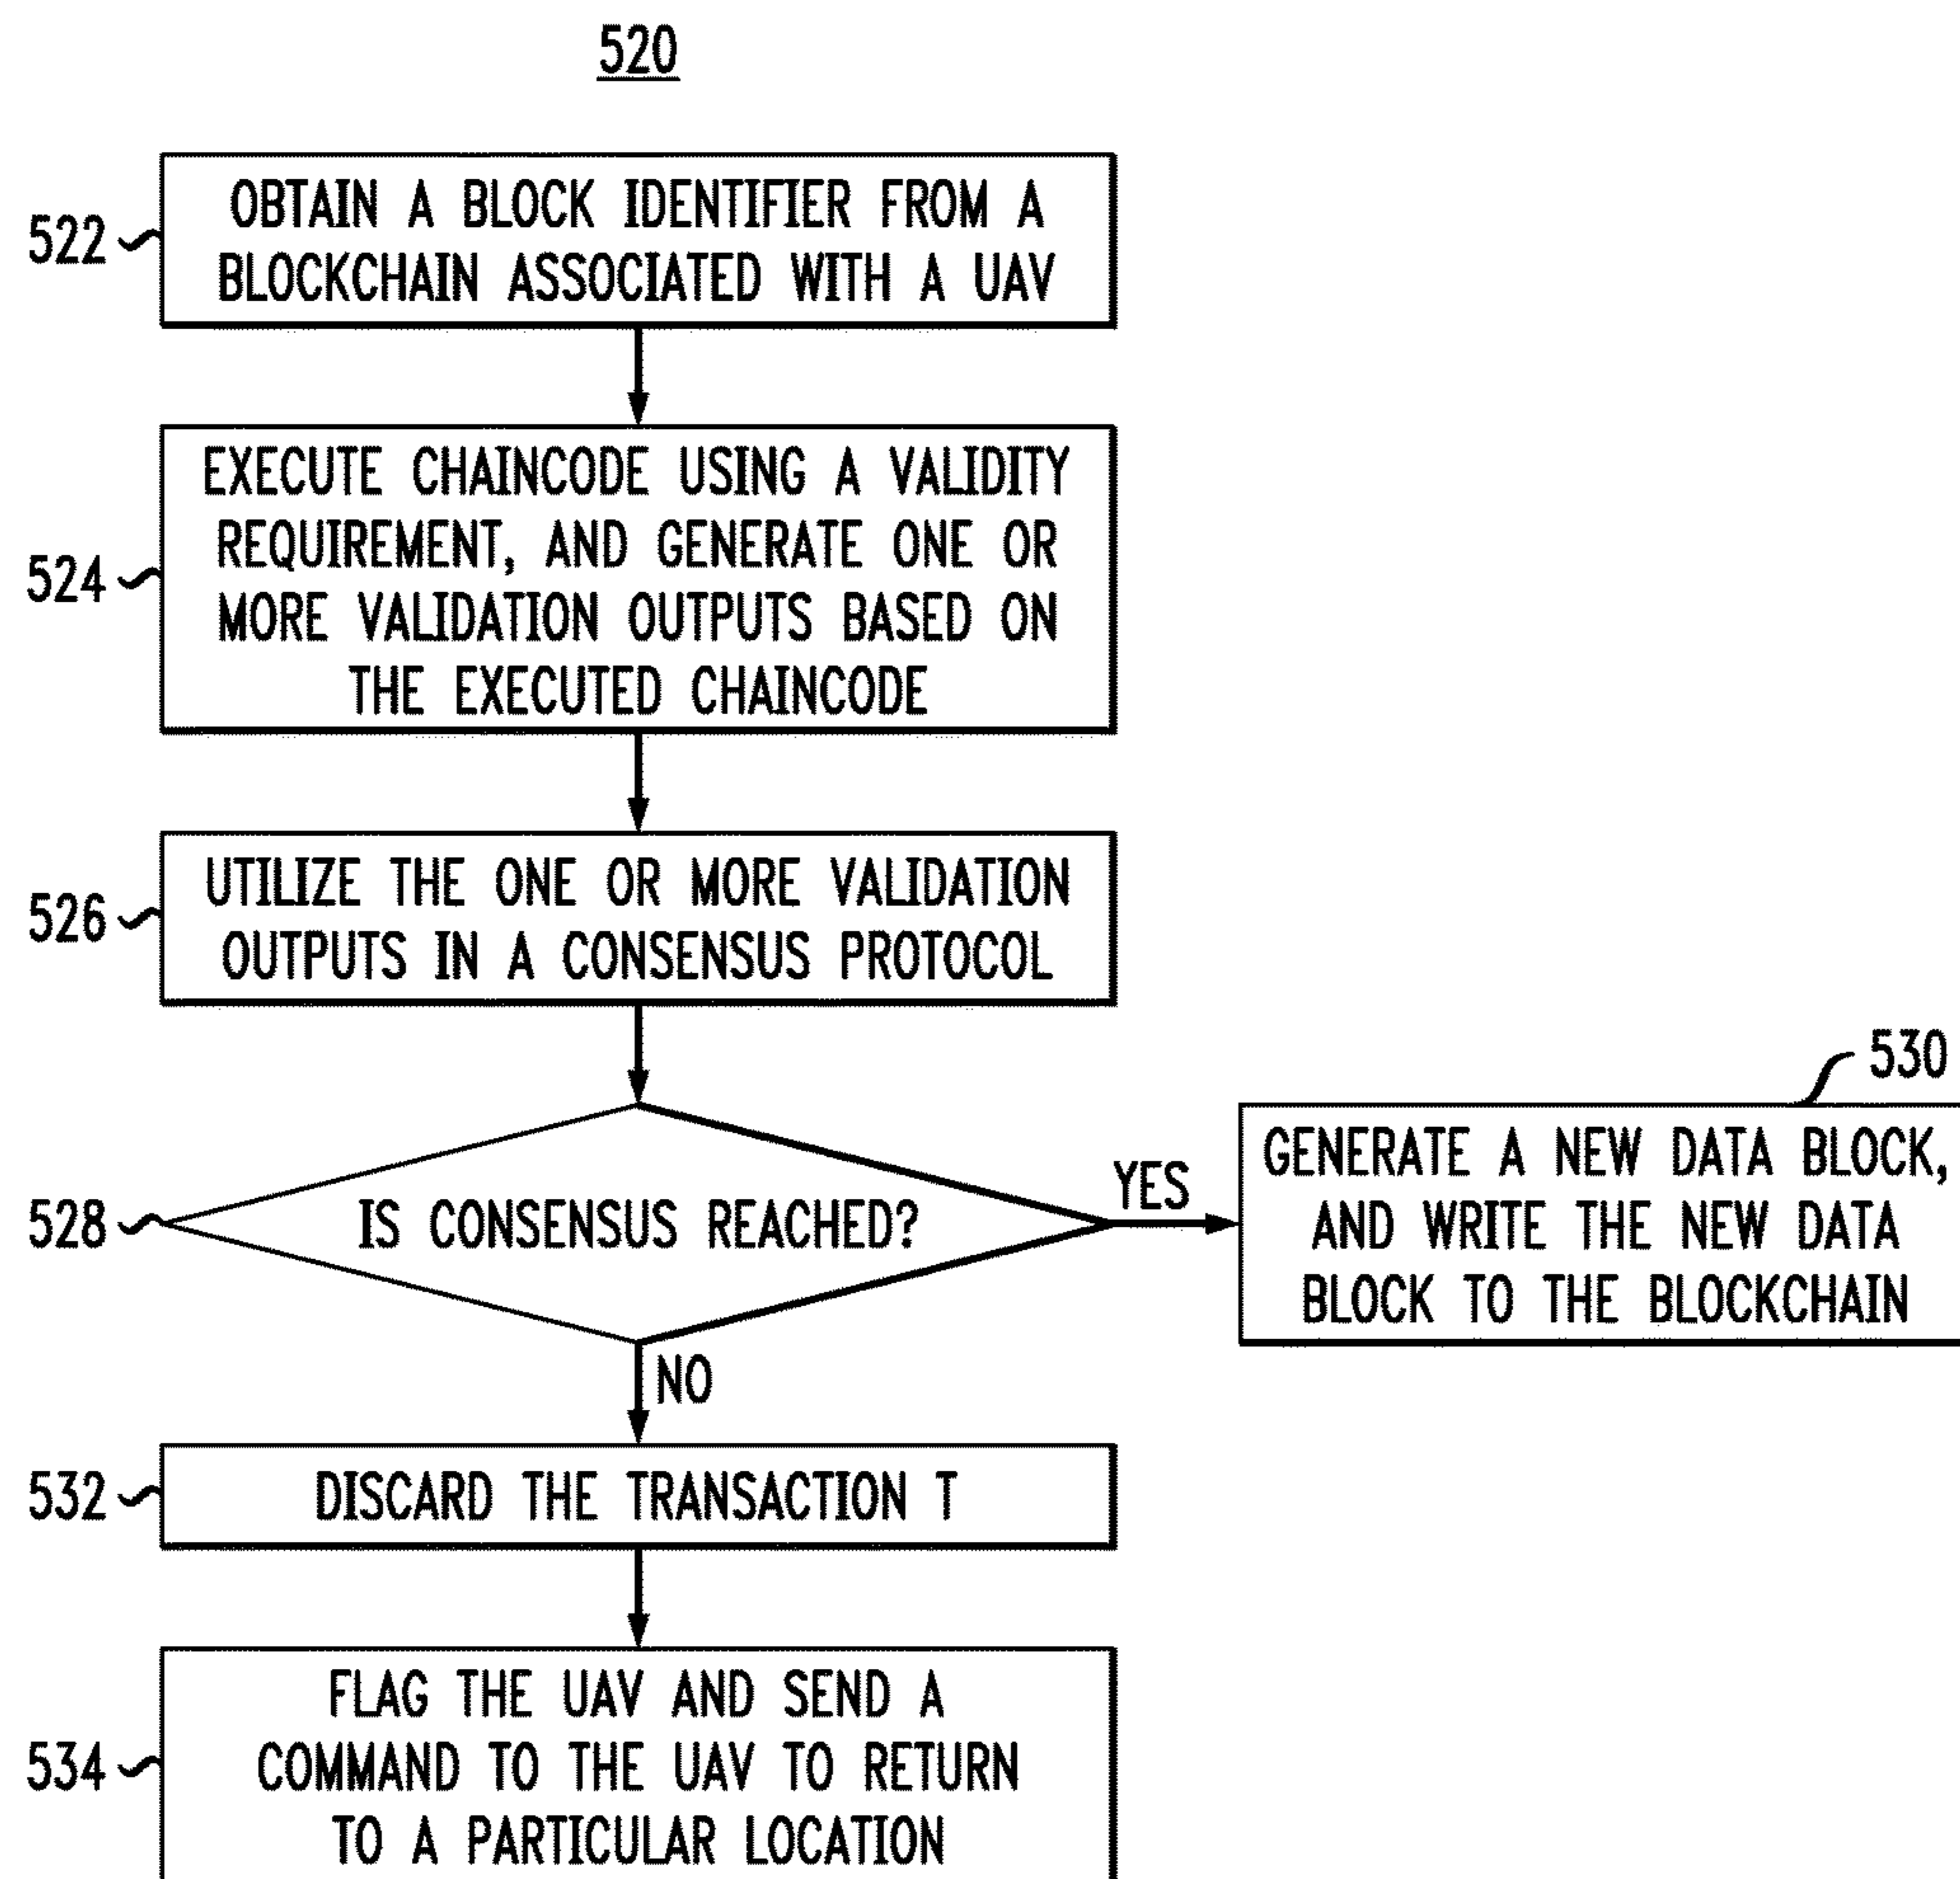 520
522
OBTAIN A BLOCK IDENTIFIER FROM A
BLOCKCHAIN ASSOCIATED WITH A UAV
524
EXECUTE CHAINCODE USING A VALIDITY
REQUIREMENT, AND GENERATE ONE OR
MORE VALIDATION OUTPUTS BASED ON
THE EXECUTED CHAINCODE
526
UTILIZE THE ONE OR MORE VALIDATION
OUTPUTS IN A CONSENSUS PROTOCOL
528
IS CONSENSUS REACHED?
YES
530
GENERATE A NEW DATA BLOCK,
AND WRITE THE NEW DATA
BLOCK TO THE BLOCKCHAIN
NO
532
DISCARD THE TRANSACTION T
534
FLAG THE UAV AND SEND A
COMMAND TO THE UAV TO RETURN
TO A PARTICULAR LOCATION